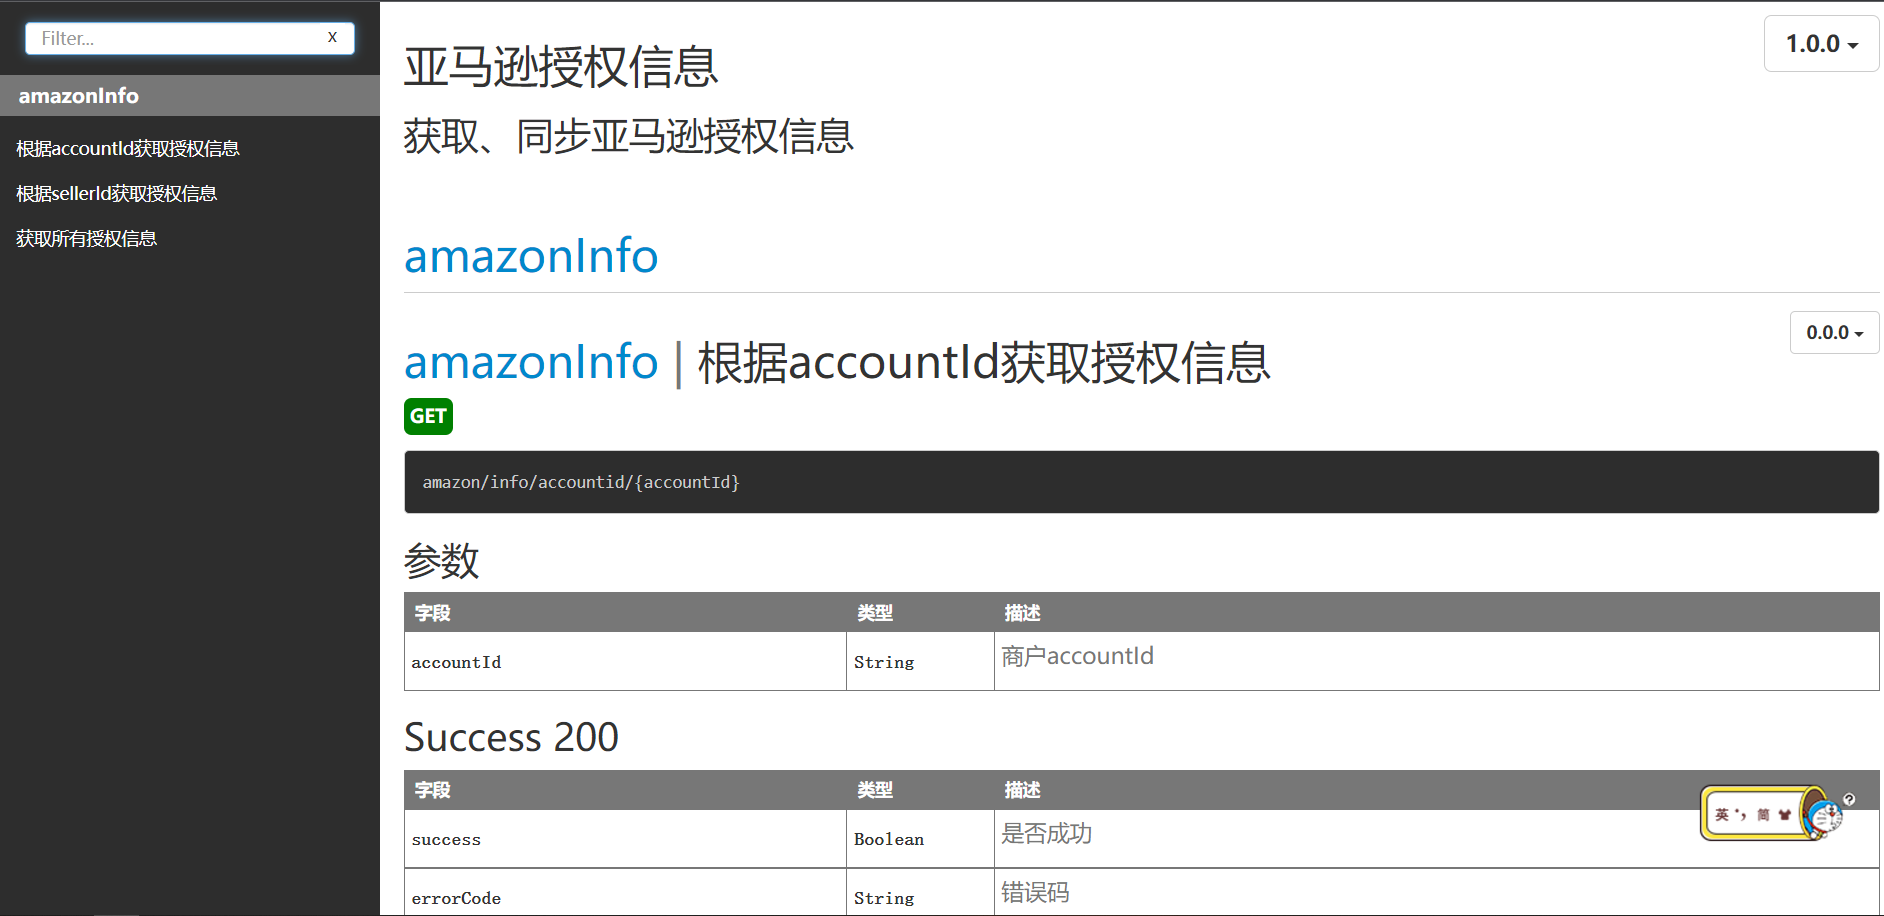 Filter...
X
amazonInfo
根据accountId获取授权信息
根据sellerId获取授权信息
获取所有授权信息
亚马逊授权信息
1.0.0
获取、同步亚马逊授权信息
amazonInfo
0.0.0
amazonInfo | 根据accountId获取授权信息
GET
amazon/info/accountid/{accountId}
参数
字段 类型 描述
accountId String 商户accountId
Success 200
字段 类型 描述
success Boolean 是否成功
errorCode String 错误码
英 简
?